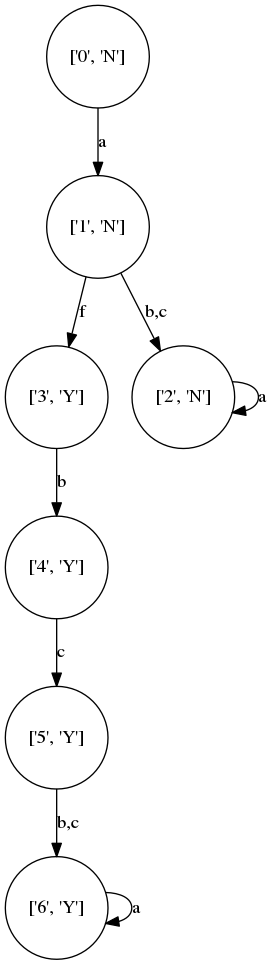 ['0', 'N']
a
['1', 'N']
f
b,c
['3', 'Y']
['2', 'N']
a
b
['4', 'Y']
c
['5', 'Y']
b,c
['6', 'Y']
a